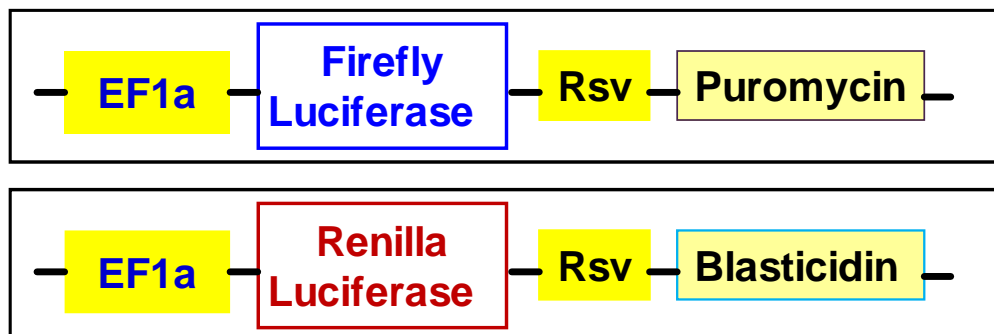 EF1a Firefly Luciferase Rsv Puromycin
EF1a Renilla Luciferase Rsv Blasticidin